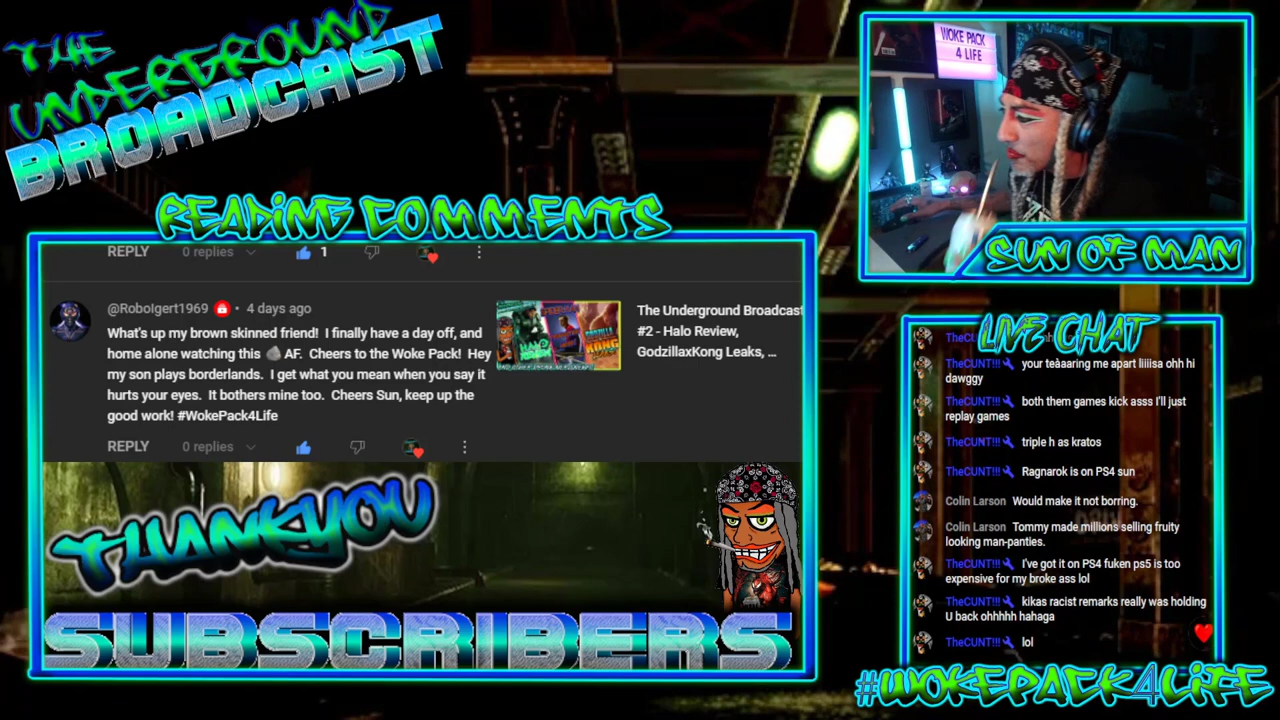 THE
UNDERGROUND
BROADCAST
WOKE PACK
4 LIFE
SUN OF MAN
READING COMMENTS
REPLY 0 replies 1
@RoboIgert1969 • 4 days ago
What's up my brown skinned friend! I finally have a day off, and
home alone watching this AF. Cheers to the Woke Pack! Hey
my son plays borderlands. I get what you mean when you say it
hurts your eyes. It bothers mine too. Cheers Sun, keep up the
good work! #WokePack4Life
REPLY 0 replies
The Underground Broadcast
#2 - Halo Review,
GodzillaxKong Leaks, ...
THANKYOU
SUBSCRIBERS
LIVE CHAT
your teàaring me apart liiiisa ohh hi
dawggy
TheCUNT!!! both them games kick asss I'll just
replay games
TheCUNT!!! triple h as kratos
TheCUNT!!! Ragnarok is on PS4 sun
Colin Larson Would make it not borring.
Colin Larson Tommy made millions selling fruity
looking man-panties.
TheCUNT!!! I've got it on PS4 fuken ps5 is too
expensive for my broke ass lol
TheCUNT!!! kikas racist remarks really was holding
U back ohhhhh hahaga
TheCUNT!!! lol
#WOKEPACK4LIFE